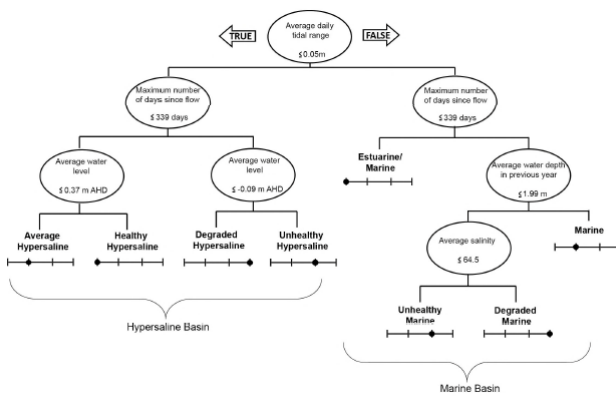 Average daily
tidal range
≤0.05m
TRUE
FALSE
Maximum number
of days since flow
≤ 339 days
Maximum number
of days since flow
≤339 days
Average water
level
≤ 0.37 m AHD
Average water
level
≤ -0.09 m AHD
Estuarine/
Marine
Average water depth
in previous year
≤1.99 m
Average
Hypersaline
Healthy
Hypersaline
Degraded
Hypersaline
Unhealthy
Hypersaline
Average salinity
≤ 64.5
Marine
Unhealthy
Marine
Degraded
Marine
Hypersaline Basin
Marine Basin